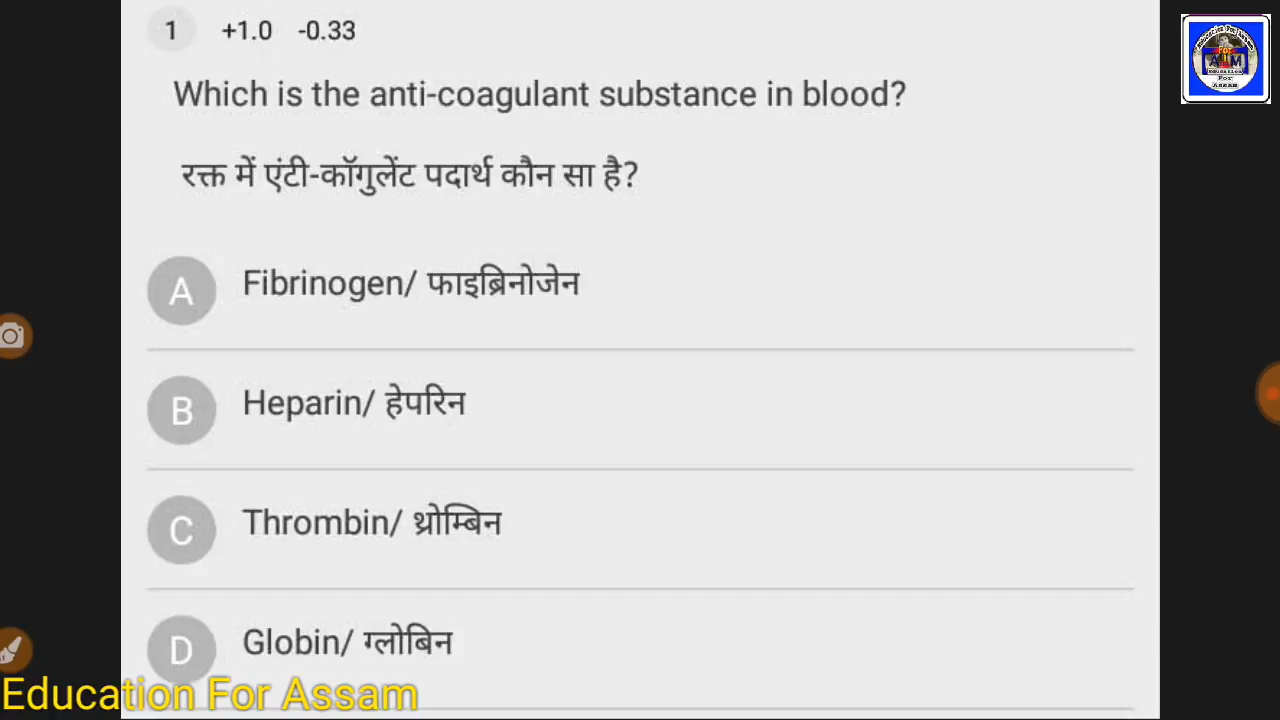 1 +1.0 -0.33
Which is the anti-coagulant substance in blood?
रक्त में एंटी-कॉगुलेंट पदार्थ कौन सा है?
A Fibrinogen/ फाइब्रिनोजेन
B Heparin/ हेपरिन
C Thrombin/ थ्रोम्बिन
D Globin/ ग्लोबिन
Education For Assam